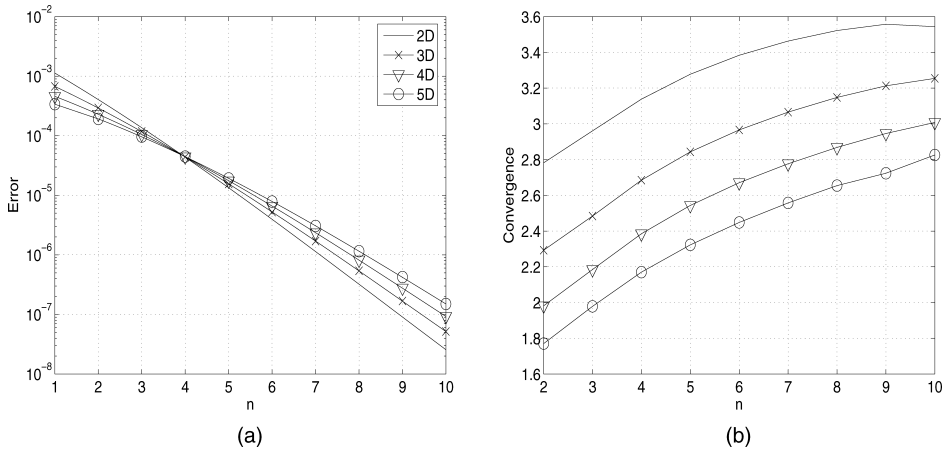 10⁻²
10⁻³
10⁻⁴
10⁻⁵
10⁻⁶
10⁻⁷
10⁻⁸
Error
2D
3D
4D
5D
1 2 3 4 5 6 7 8 9 10
n
(a)
3.6
3.4
3.2
3
2.8
2.6
2.4
2.2
2
1.8
1.6
Convergence
2 3 4 5 6 7 8 9 10
n
(b)